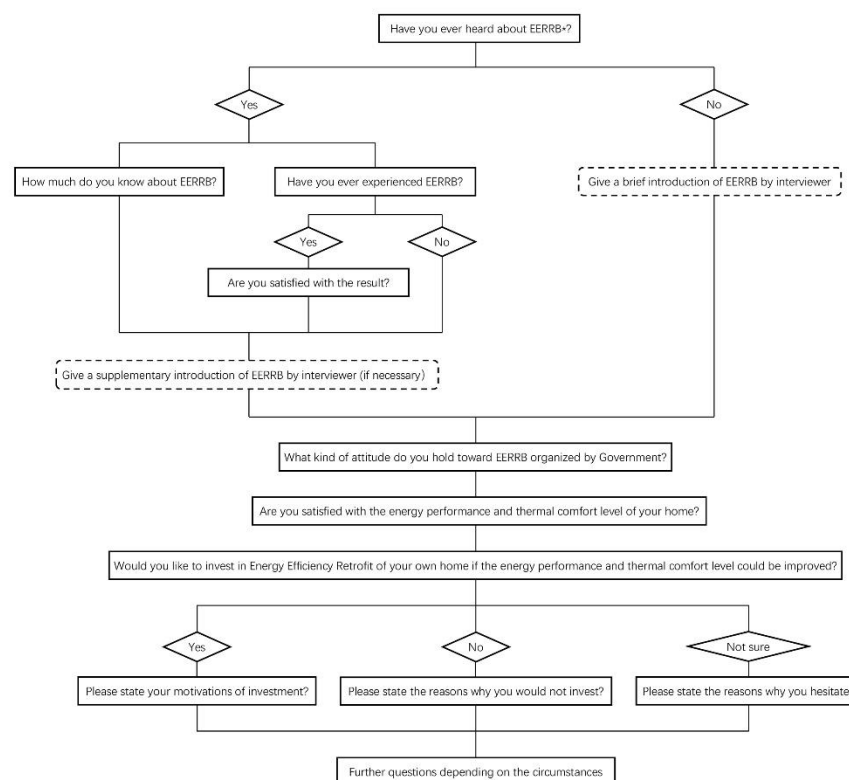 Have you ever heard about EERRB*?
Yes
No
How much do you know about EERRB?
Have you ever experienced EERRB?
Give a brief introduction of EERRB by interviewer
Yes
No
Are you satisfied with the result?
Give a supplementary introduction of EERRB by interviewer (if necessary)
What kind of attitude do you hold toward EERRB organized by Government?
Are you satisfied with the energy performance and thermal comfort level of your home?
Would you like to invest in Energy Efficiency Retrofit of your own home if the energy performance and thermal comfort level could be improved?
Yes
No
Not sure
Please state your motivations of investment?
Please state the reasons why you would not invest?
Please state the reasons why you hesitate
Further questions depending on the circumstances